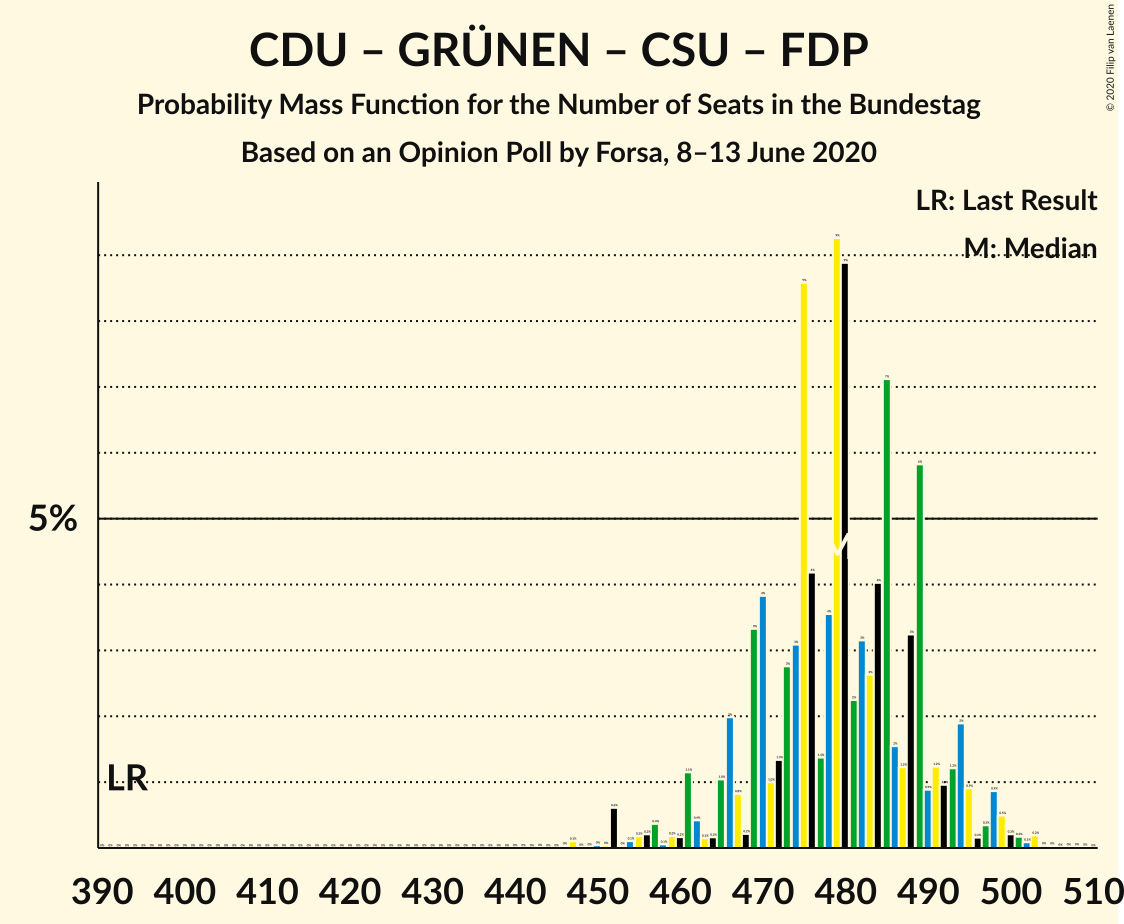 CDU – GRÜNEN – CSU – FDP
Probability Mass Function for the Number of Seats in the Bundestag
Based on an Opinion Poll by Forsa, 8–13 June 2020
© 2020 Filip van Laenen
LR: Last Result
M: Median
5%
M
LR
390 400 410 420 430 440 450 460 470 480 490 500 510